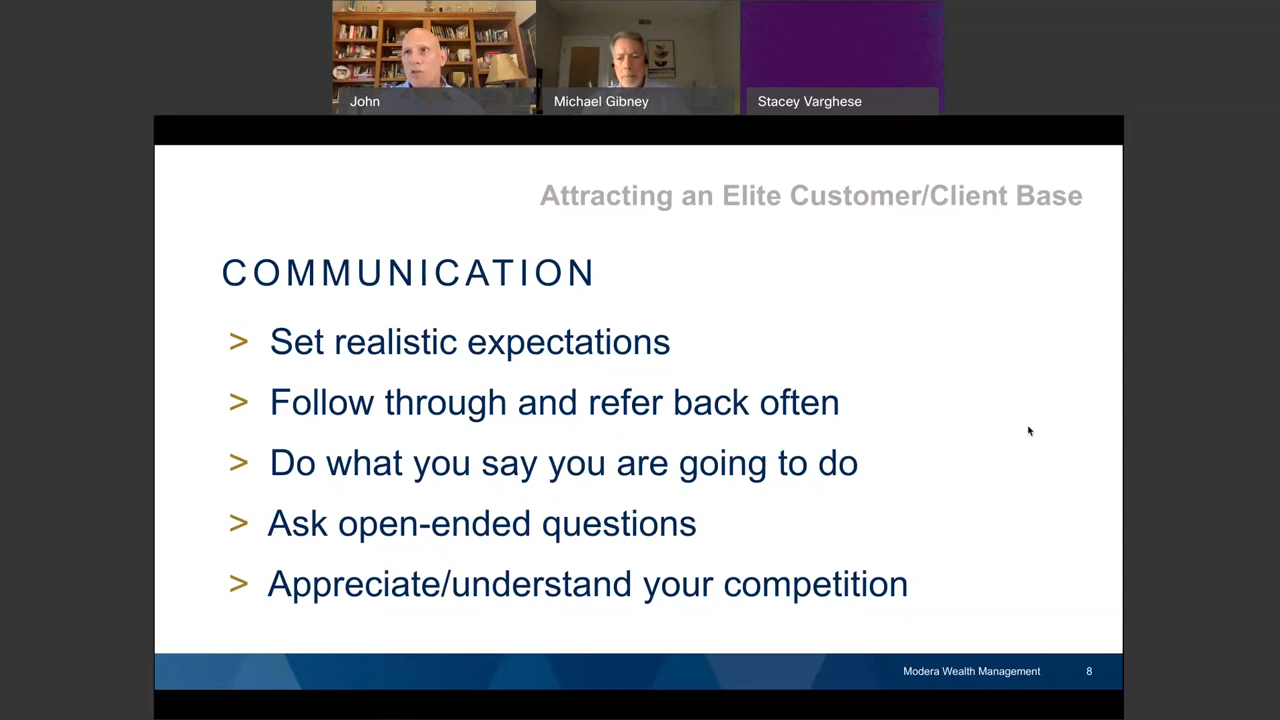 John
Michael Gibney
Stacey Varghese
Attracting an Elite Customer/Client Base
COMMUNICATION
> Set realistic expectations
> Follow through and refer back often
> Do what you say you are going to do
> Ask open-ended questions
> Appreciate/understand your competition
Modera Wealth Management 8